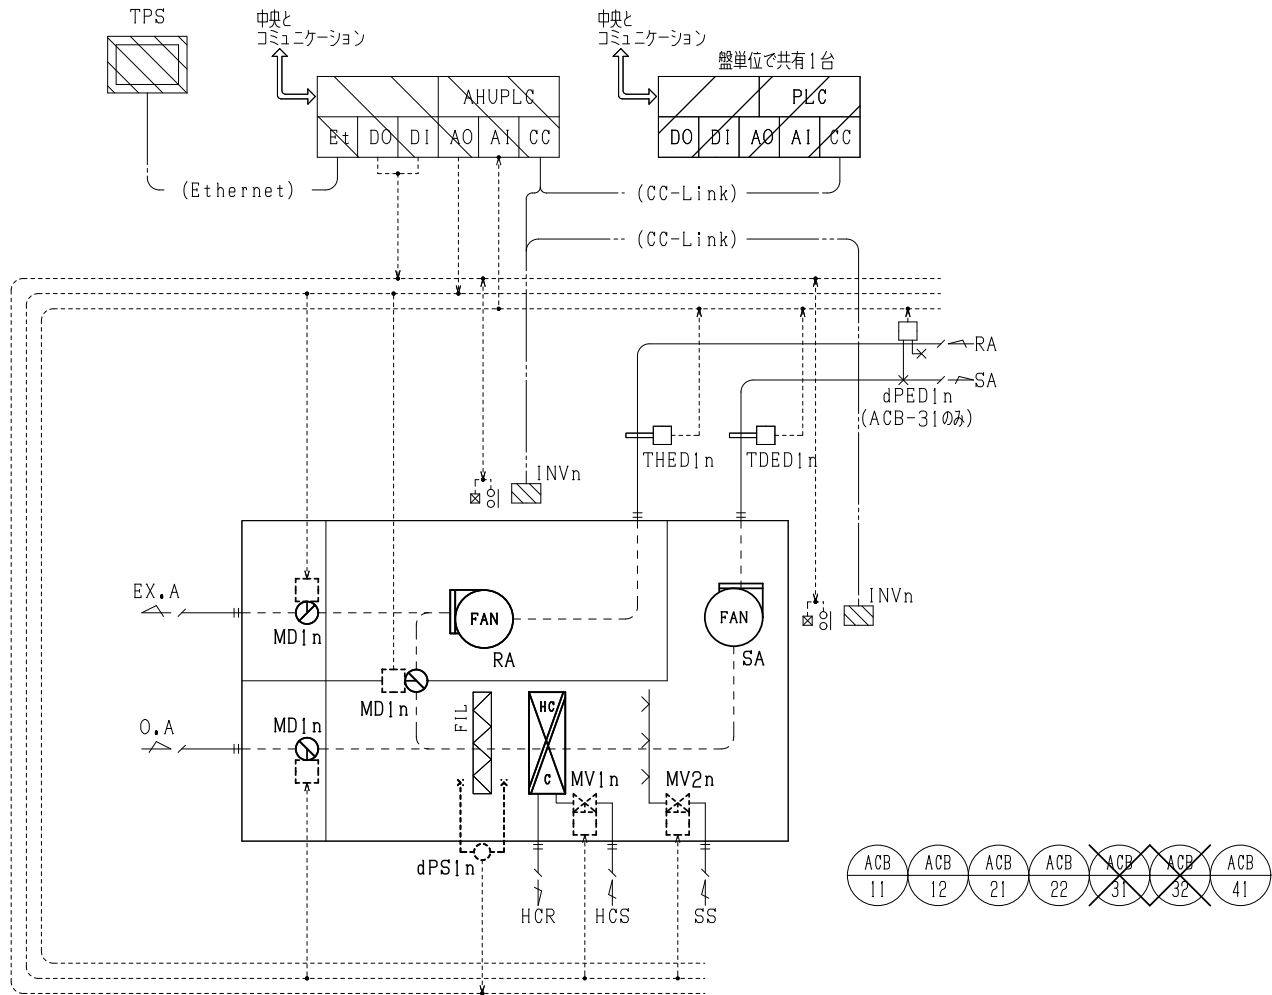 TPS
中央と
コミュニケーション
中央と
コミュニケーション
盤単位で共有1台
AHUPLC
PLC
Et DO DI AO AI CC
DO DI AO AI CC
(Ethernet)
(CC-Link)
(CC-Link)
RA
SA
dPED1n
(ACB-31のみ)
THED1n
TDED1n
INVn
EX.A
INVn
FAN
FAN
MD1n
RA
SA
MD1n
O.A
MD1n
FIL
HC
C
MV1n
MV2n
dPS1n
HCR
HCS
SS
ACB ACB ACB ACB ACB ACB ACB
11 12 21 22 31 32 41